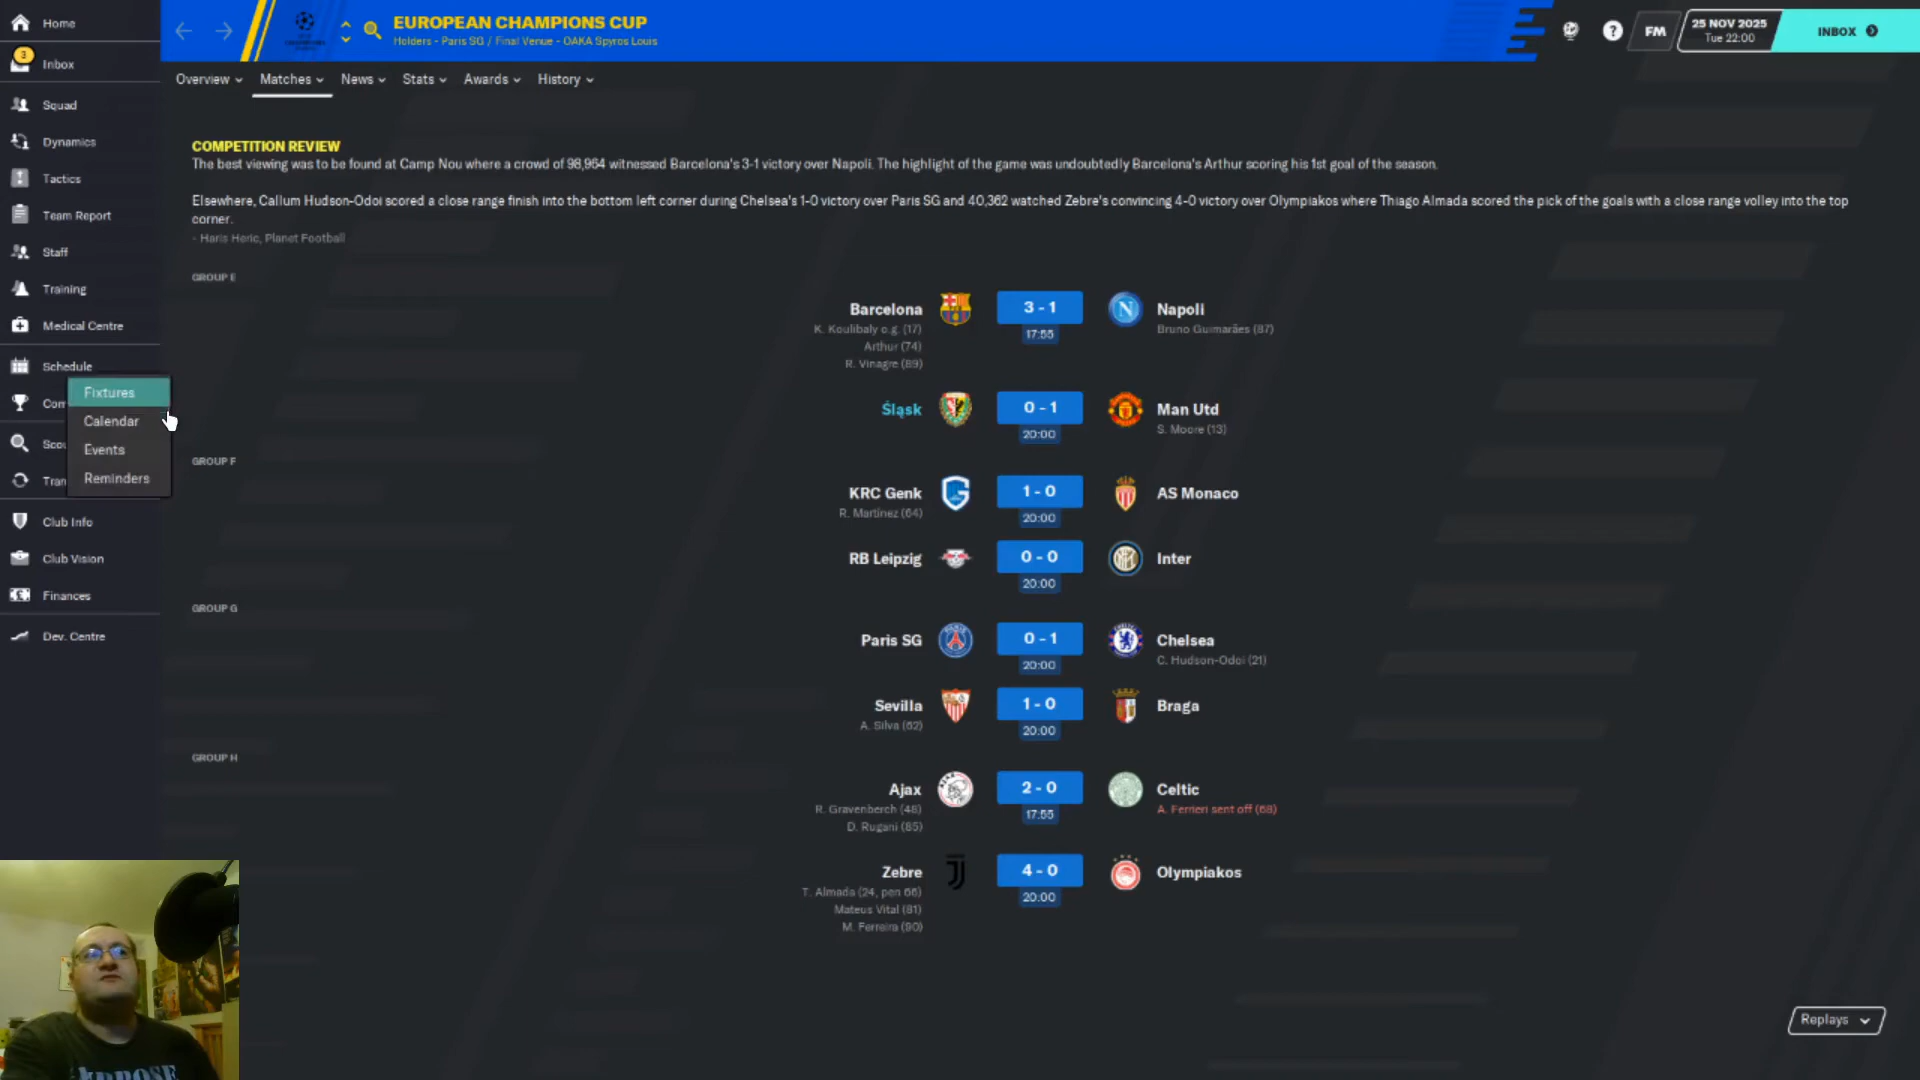 Home
EUROPEAN CHAMPIONS CUP
Holders - Paris SG / Final Venue - OAKA Spyros Louis
FM
25 NOV 2025
Tue 22:00
INBOX
3
Inbox
Overview
Matches
News
Stats
Awards
History
Squad
Dynamics
Tactics
Team Report
Staff
Training
Medical Centre
Schedule
Com
Scou
Tran
Fixtures
Calendar
Events
Reminders
Club Info
Club Vision
Finances
Dev. Centre
COMPETITION REVIEW
The best viewing was to be found at Camp Nou where a crowd of 98,964 witnessed Barcelona's 3-1 victory over Napoli. The highlight of the game was undoubtedly Barcelona's Arthur scoring his 1st goal of the season.
Elsewhere, Callum Hudson-Odoi scored a close range finish into the bottom left corner during Chelsea's 1-0 victory over Paris SG and 40,362 watched Zebre's convincing 4-0 victory over Olympiakos where Thiago Almada scored the pick of the goals with a close range volley into the top
corner.
- Haris Heric, Planet Football
GROUP E
Barcelona 3 - 1 Napoli
K. Koulibaly o.g. (17) 17:55 Bruno Guimarães (87)
Arthur (74)
R. Vinagre (89)
Śląsk 0 - 1 Man Utd
20:00 S. Moore (13)
GROUP F
KRC Genk 1 - 0 AS Monaco
R. Martínez (64) 20:00
RB Leipzig 0 - 0 Inter
20:00
GROUP G
Paris SG 0 - 1 Chelsea
20:00 C. Hudson-Odoi (21)
Sevilla 1 - 0 Braga
A. Silva (62) 20:00
GROUP H
Ajax 2 - 0 Celtic
R. Gravenberch (48) 17:55 A. Ferrieri sent off (68)
D. Rugani (85)
Zebre 4 - 0 Olympiakos
T. Almada (24, pen 66) 20:00
Mateus Vital (81)
M. Ferreira (90)
Replays